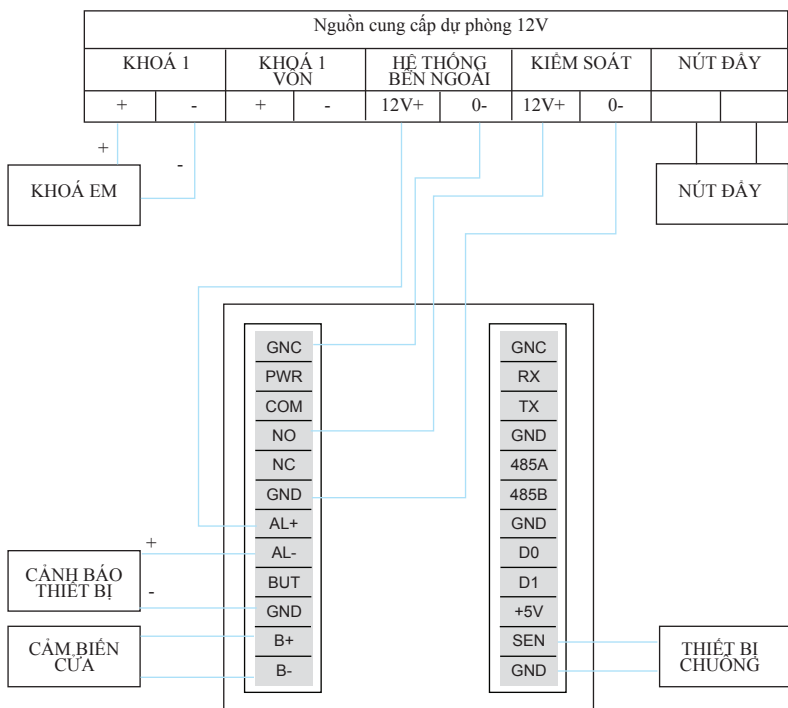 Nguồn cung cấp dự phòng 12V
KHOÁ 1
KHOÁ 1
VỐN
HỆ THỐNG
BÊN NGOÀI
KIỂM SOÁT
NÚT ĐẨY
+
-
+
-
12V+
0-
12V+
0-
+
-
KHOÁ EM
NÚT ĐẨY
GNC
PWR
COM
NO
NC
GND
AL+
AL-
BUT
GND
B+
B-
GNC
RX
TX
GND
485A
485B
GND
D0
D1
+5V
SEN
GND
+
-
CẢNH BÁO
THIẾT BỊ
CẢM BIẾN
CỬA
THIẾT BỊ
CHUÔNG